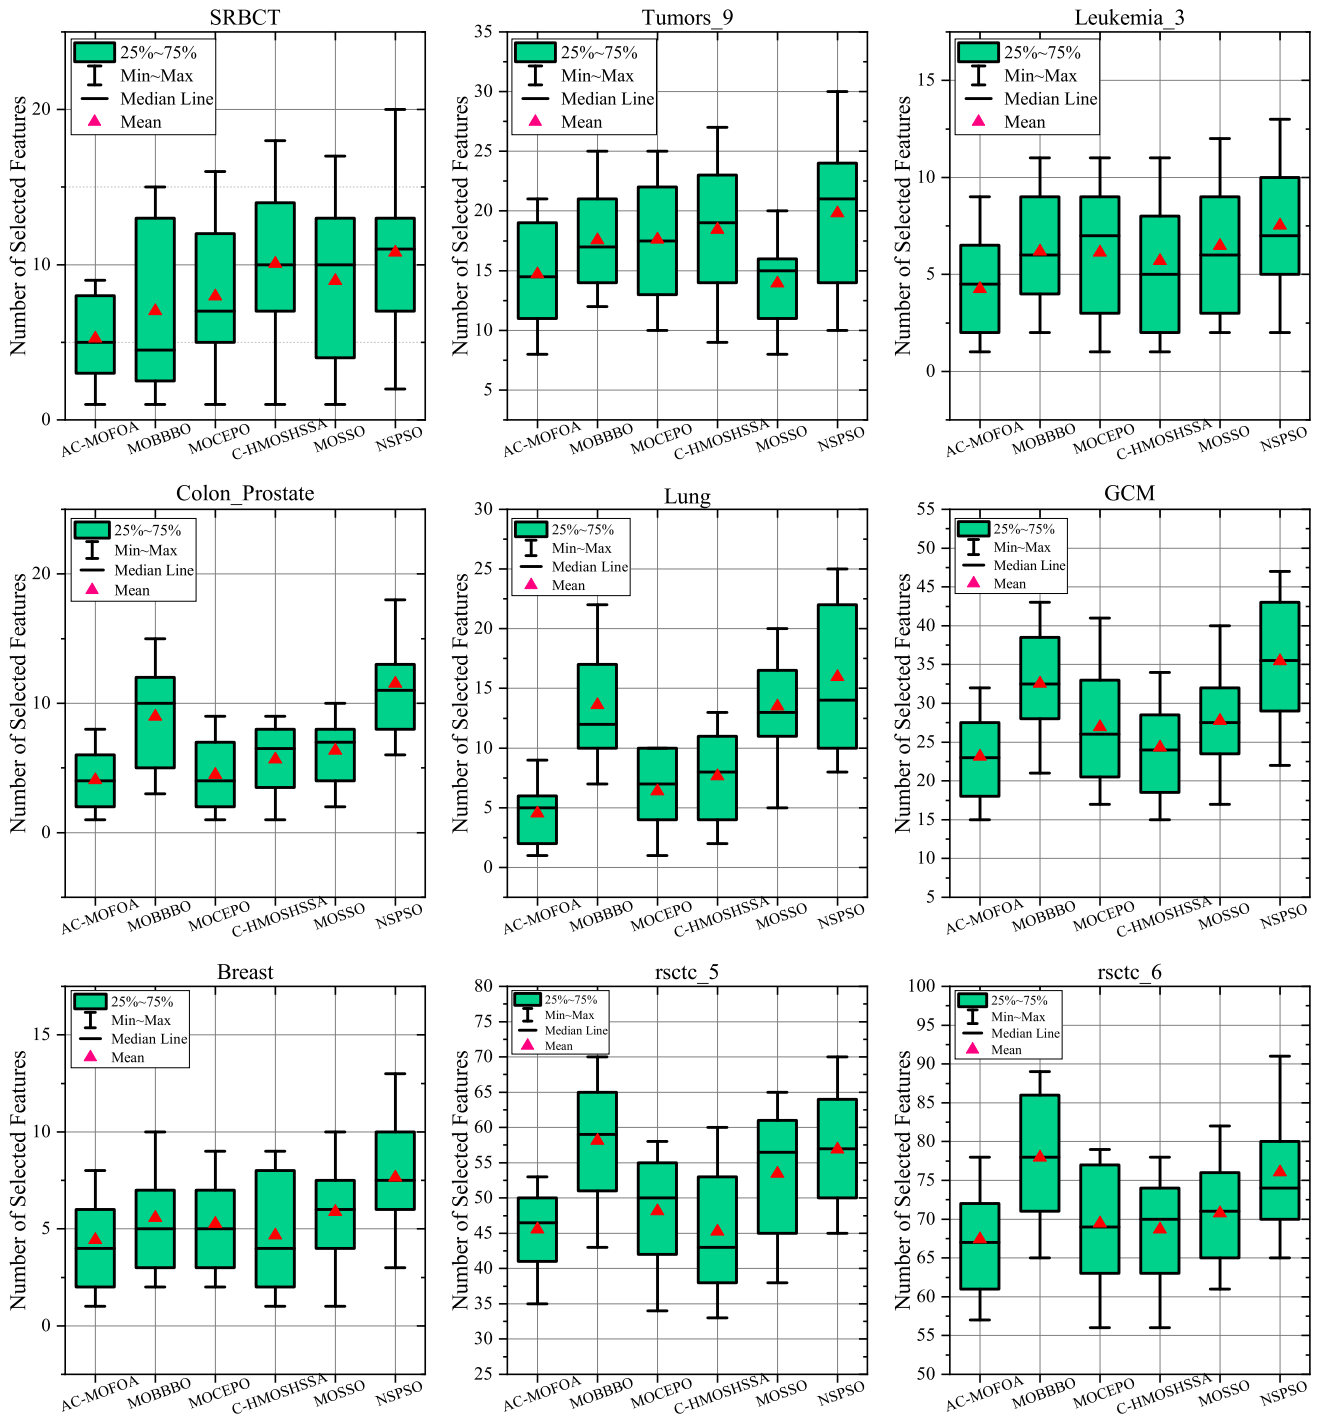 SRBCT
25%~75%
Min~Max
Median Line
Mean
Number of Selected Features
20
10
0
AC-MOFOA
MOBBBO
MOCEPO
C-HMOSHSSA
MOSSO
NSPSO
Tumors_9
25%~75%
Min~Max
Median Line
Mean
Number of Selected Features
35
30
25
20
15
10
5
AC-MOFOA
MOBBBO
MOCEPO
C-HMOSHSSA
MOSSO
NSPSO
Leukemia_3
25%~75%
Min~Max
Median Line
Mean
Number of Selected Features
15
10
5
0
AC-MOFOA
MOBBBO
MOCEPO
C-HMOSHSSA
MOSSO
NSPSO
Colon_Prostate
25%~75%
Min~Max
Median Line
Mean
Number of Selected Features
20
10
0
AC-MOFOA
MOBBBO
MOCEPO
C-HMOSHSSA
MOSSO
NSPSO
Lung
25%~75%
Min~Max
Median Line
Mean
Number of Selected Features
30
25
20
15
10
5
0
AC-MOFOA
MOBBBO
MOCEPO
C-HMOSHSSA
MOSSO
NSPSO
GCM
25%~75%
Min~Max
Median Line
Mean
Number of Selected Features
55
50
45
40
35
30
25
20
15
10
5
AC-MOFOA
MOBBBO
MOCEPO
C-HMOSHSSA
MOSSO
NSPSO
Breast
25%~75%
Min~Max
Median Line
Mean
Number of Selected Features
15
10
5
0
AC-MOFOA
MOBBBO
MOCEPO
C-HMOSHSSA
MOSSO
NSPSO
rsctc_5
25%~75%
Min~Max
Median Line
Mean
Number of Selected Features
80
75
70
65
60
55
50
45
40
35
30
25
AC-MOFOA
MOBBBO
MOCEPO
C-HMOSHSSA
MOSSO
NSPSO
rsctc_6
25%~75%
Min~Max
Median Line
Mean
Number of Selected Features
100
95
90
85
80
75
70
65
60
55
50
AC-MOFOA
MOBBBO
MOCEPO
C-HMOSHSSA
MOSSO
NSPSO